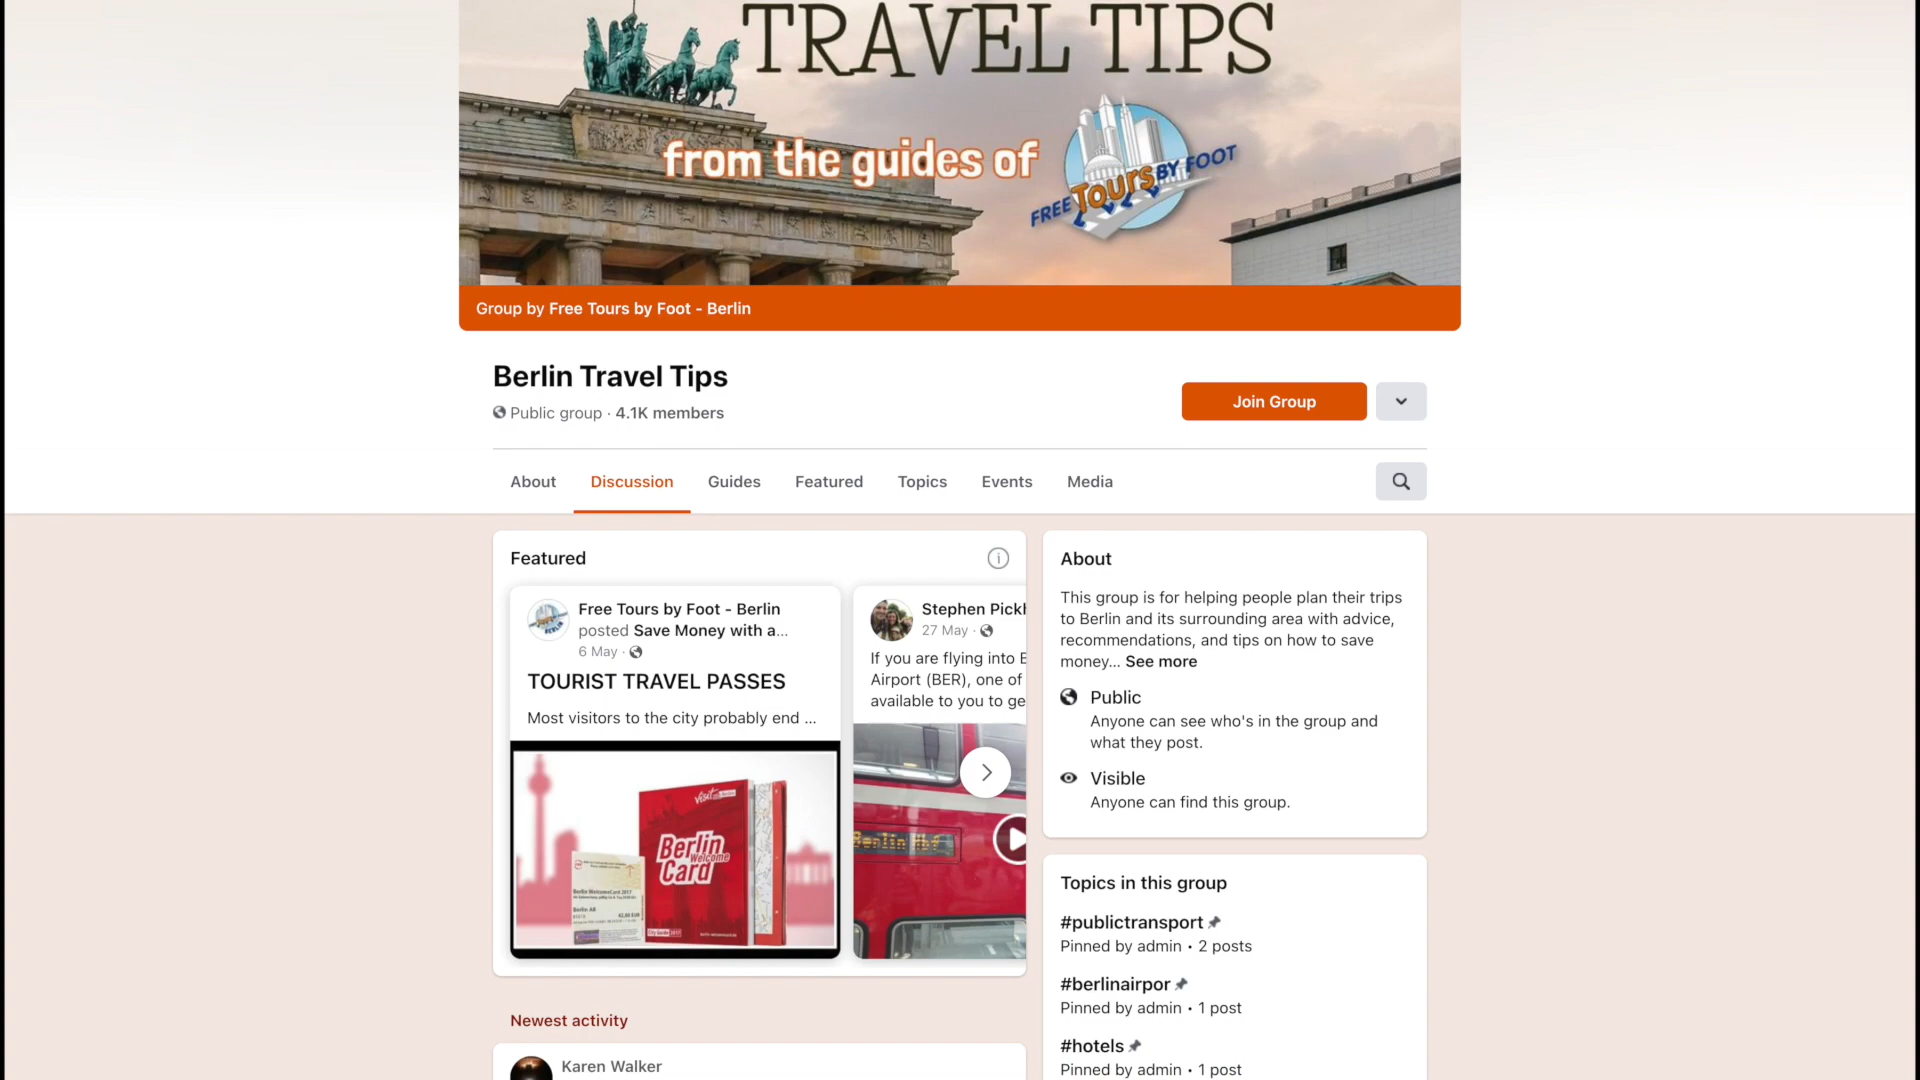 TRAVEL TIPS
from the guides of
FREE TOURS BY FOOT
Group by Free Tours by Foot - Berlin
Berlin Travel Tips
Public group · 4.1K members
Join Group
About
Discussion
Guides
Featured
Topics
Events
Media
Featured
Free Tours by Foot - Berlin
posted Save Money with a...
6 May ·
TOURIST TRAVEL PASSES
Most visitors to the city probably end ...
Berlin
Welcome
Card
Stephen Pick
27 May ·
If you are flying into
Airport (BER), one of
available to you to ge
Berlin Hbf
About
This group is for helping people plan their trips
to Berlin and its surrounding area with advice,
recommendations, and tips on how to save
money... See more
Public
Anyone can see who's in the group and
what they post.
Visible
Anyone can find this group.
Topics in this group
#publictransport
Pinned by admin • 2 posts
#berlinairpor
Pinned by admin • 1 post
#hotels
Pinned by admin • 1 post
Newest activity
Karen Walker